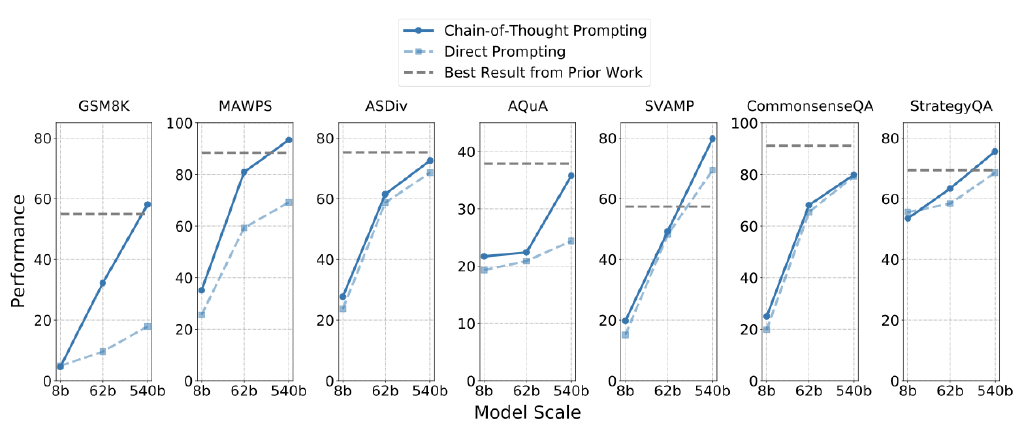 Chain-of-Thought Prompting
Direct Prompting
Best Result from Prior Work
GSM8K
MAWPS
ASDiv
AQuA
SVAMP
CommonsenseQA
StrategyQA
Performance
80
60
40
20
0
8b 62b 540b
100
80
60
40
20
0
8b 62b 540b
80
60
40
20
0
8b 62b 540b
40
30
20
10
0
8b 62b 540b
80
60
40
20
0
8b 62b 540b
100
80
60
40
20
0
8b 62b 540b
80
60
40
20
0
8b 62b 540b
Model Scale